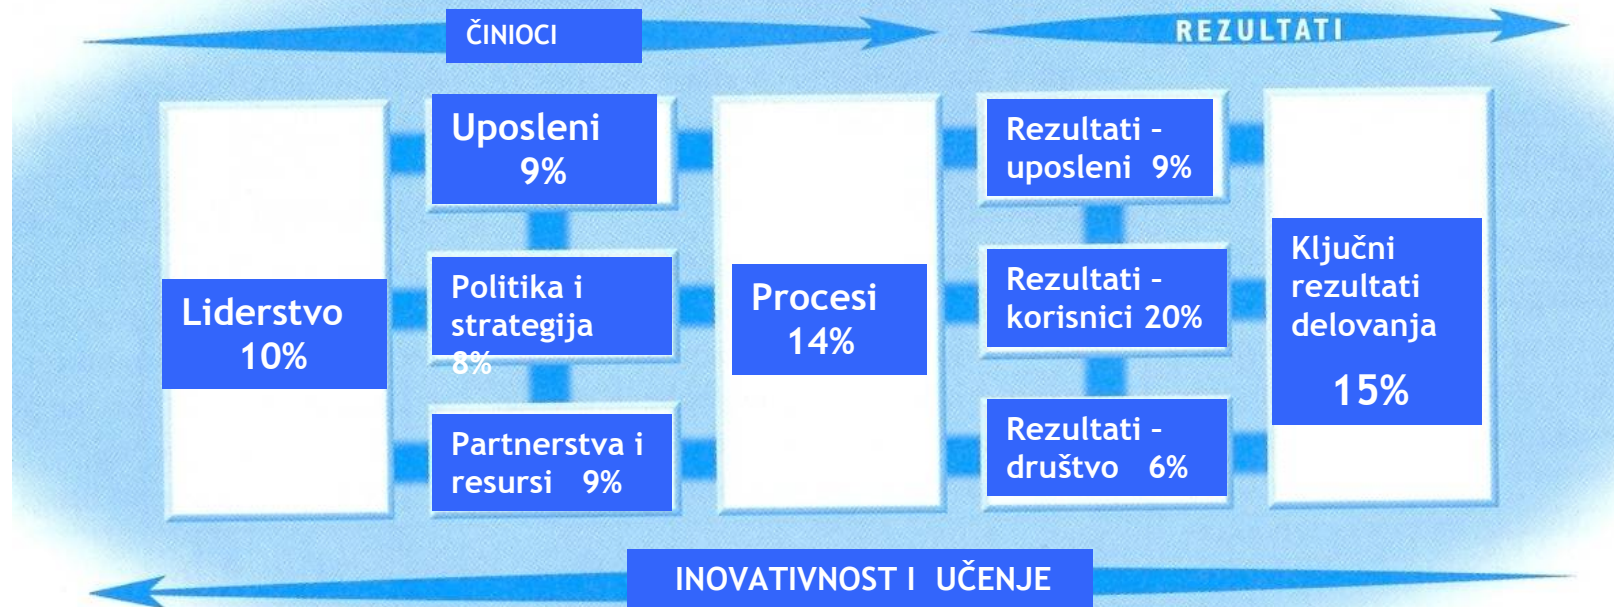 ČINIOCI
REZULTATI
Liderstvo
10%
Uposleni
9%
Politika i
strategija
8%
Partnerstva i
resursi 9%
Procesi
14%
Rezultati –
uposleni 9%
Rezultati –
korisnici 20%
Rezultati –
društvo 6%
Ključni
rezultati
delovanja
15%
INOVATIVNOST I UČENJE